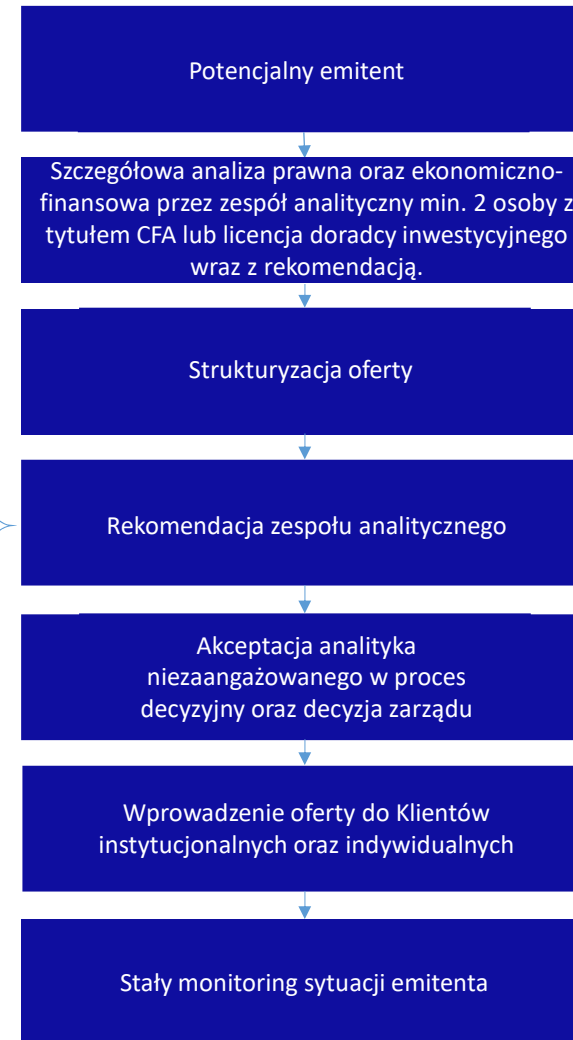 Potencjalny emitent
Szczegółowa analiza prawna oraz ekonomiczno-
finansowa przez zespół analityczny min. 2 osoby z
tytułem CFA lub licencja doradcy inwestycyjnego
wraz z rekomendacją.
Strukturyzacja oferty
Rekomendacja zespołu analitycznego
Akceptacja analityka
niezaangażowanego w proces
decyzyjny oraz decyzja zarządu
Wprowadzenie oferty do Klientów
instytucjonalnych oraz indywidualnych
Stały monitoring sytuacji emitenta